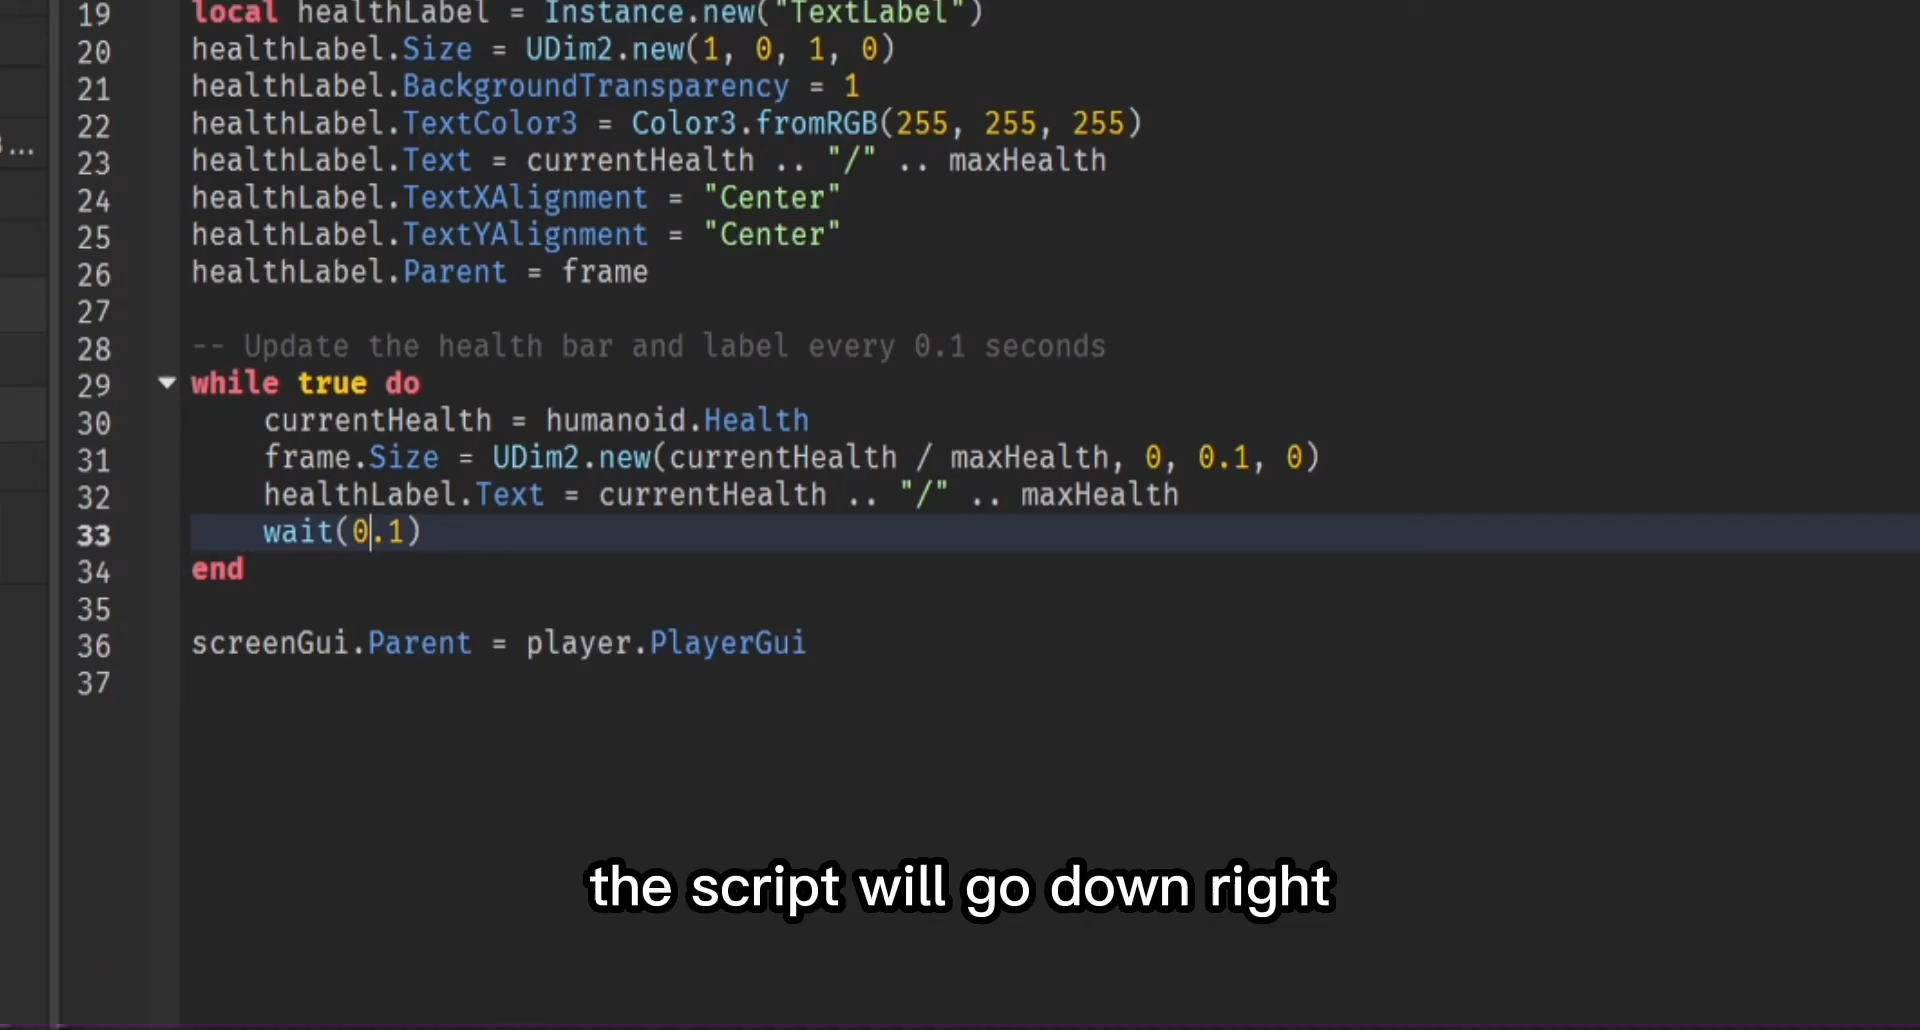 19 local healthLabel = Instance.new("TextLabel")
20 healthLabel.Size = UDim2.new(1, 0, 1, 0)
21 healthLabel.BackgroundTransparency = 1
22 healthLabel.TextColor3 = Color3.fromRGB(255, 255, 255)
23 healthLabel.Text = currentHealth .. "/" .. maxHealth
24 healthLabel.TextXAlignment = "Center"
25 healthLabel.TextYAlignment = "Center"
26 healthLabel.Parent = frame
27
28 -- Update the health bar and label every 0.1 seconds
29 while true do
30 currentHealth = humanoid.Health
31 frame.Size = UDim2.new(currentHealth / maxHealth, 0, 0.1, 0)
32 healthLabel.Text = currentHealth .. "/" .. maxHealth
33 wait(0.1)
34 end
35
36 screenGui.Parent = player.PlayerGui
37
the script will go down right